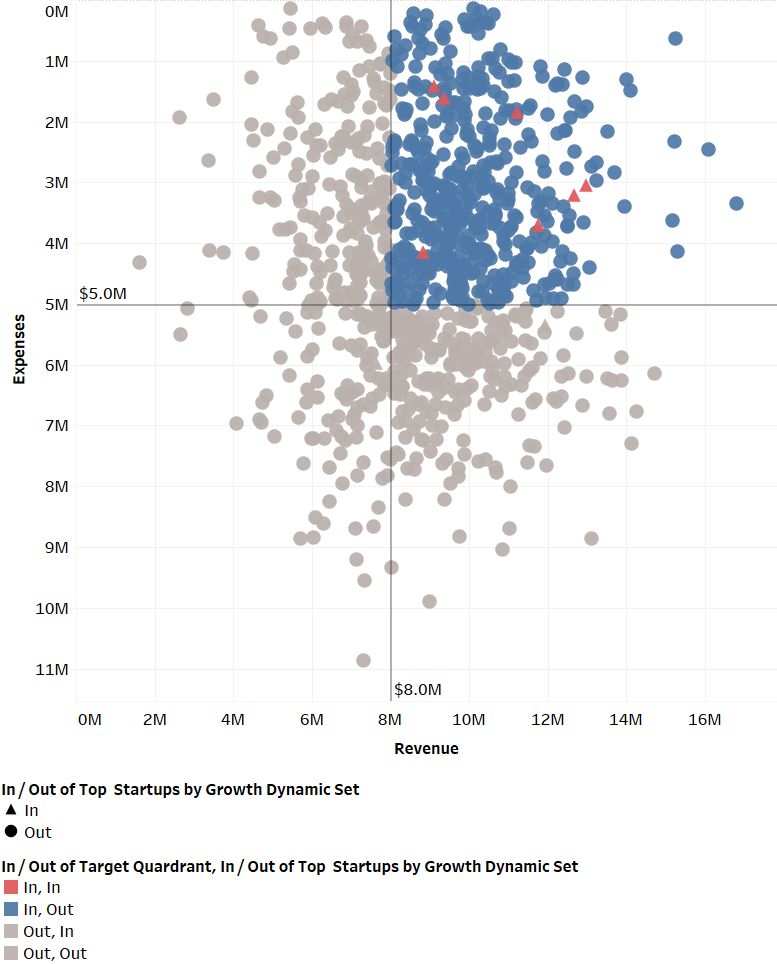 0M
1M
2M
3M
4M
$5.0M
5M
Expenses
6M
7M
8M
9M
10M
11M
$8.0M
0M 2M 4M 6M 8M 10M 12M 14M 16M
Revenue
In / Out of Top Startups by Growth Dynamic Set
In
Out
In / Out of Target Quardrant, In / Out of Top Startups by Growth Dynamic Set
In, In
In, Out
Out, In
Out, Out